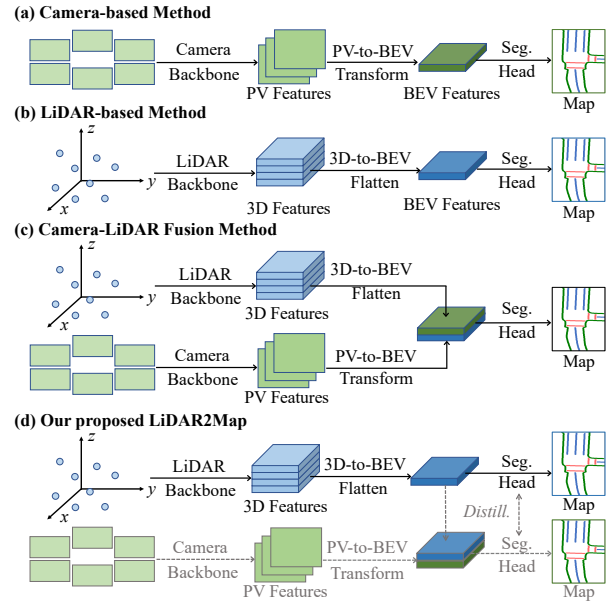 (a) Camera-based Method
Camera
Backbone
PV Features
PV-to-BEV
Transform
BEV Features
Seg.
Head
Map
(b) LiDAR-based Method
z
y
x
LiDAR
Backbone
3D Features
3D-to-BEV
Flatten
BEV Features
Seg.
Head
Map
(c) Camera-LiDAR Fusion Method
z
y
x
LiDAR
Backbone
3D Features
3D-to-BEV
Flatten
Camera
Backbone
PV Features
PV-to-BEV
Transform
Seg.
Head
Map
(d) Our proposed LiDAR2Map
z
y
x
LiDAR
Backbone
3D Features
3D-to-BEV
Flatten
Seg.
Head
Map
Distill.
Camera
Backbone
PV Features
PV-to-BEV
Transform
Seg.
Head
Map